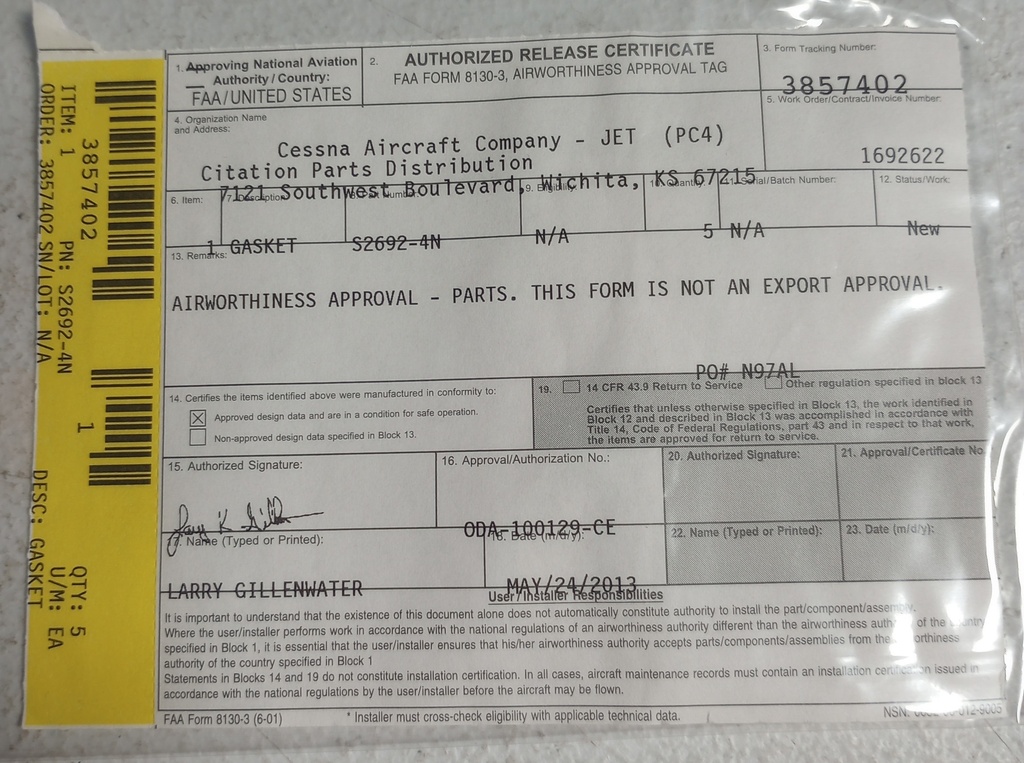 ITEM: 1
ORDER: 3857402 SN/LOT: N/A
3857402
PN: S2692-4N
1
DESC: GASKET
QTY: 5
U/M: EA
1. Approving National Aviation
Authority / Country:
FAA/UNITED STATES
2.
AUTHORIZED RELEASE CERTIFICATE
FAA FORM 8130-3, AIRWORTHINESS APPROVAL TAG
3. Form Tracking Number:
3857402
4. Organization Name
and Address:
Cessna Aircraft Company - JET (PC4)
Citation Parts Distribution
7121 Southwest Boulevard, Wichita, KS 67215
5. Work Order/Contract/Invoice Number:
1692622
6. Item:
1
7. Description
GASKET
S2692-4N
N/A
5
Serial/Batch Number:
N/A
12. Status/Work:
New
13. Remarks:
AIRWORTHINESS APPROVAL - PARTS. THIS FORM IS NOT AN EXPORT APPROVAL.
PO# N97AL
14. Certifies the items identified above were manufactured in conformity to:
Approved design data and are in a condition for safe operation.
Non-approved design data specified in Block 13.
19. 14 CFR 43.9 Return to Service Other regulation specified in block 13
Certifies that unless otherwise specified in Block 13, the work identified in
Block 12 and described in Block 13 was accomplished in accordance with
Title 14, Code of Federal Regulations, part 43 and in respect to that work,
the items are approved for return to service.
15. Authorized Signature:
16. Approval/Authorization No.:
ODA-100129-CE
20. Authorized Signature:
21. Approval/Certificate No
17. Name (Typed or Printed):
LARRY GILLENWATER
18. Date (m/d/y):
MAY/24/2013
22. Name (Typed or Printed):
23. Date (m/d/y):
User/Installer Responsibilities
It is important to understand that the existence of this document alone does not automatically constitute authority to install the part/component/assembly.
Where the user/installer performs work in accordance with the national regulations of an airworthiness authority different than the airworthiness authority of the country
specified in Block 1, it is essential that the user/installer ensures that his/her airworthiness authority accepts parts/components/assemblies from the airworthiness
authority of the country specified in Block 1
Statements in Blocks 14 and 19 do not constitute installation certification. In all cases, aircraft maintenance records must contain an installation certification issued in
accordance with the national regulations by the user/installer before the aircraft may be flown.
FAA Form 8130-3 (6-01)
* Installer must cross-check eligibility with applicable technical data.
NSN: